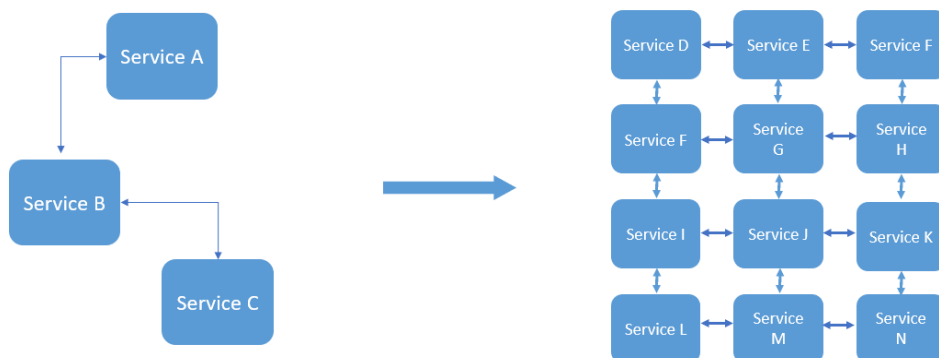 Service A
Service B
Service C
Service D
Service E
Service F
Service F
Service
G
Service
H
Service I
Service J
Service K
Service L
Service
M
Service
N